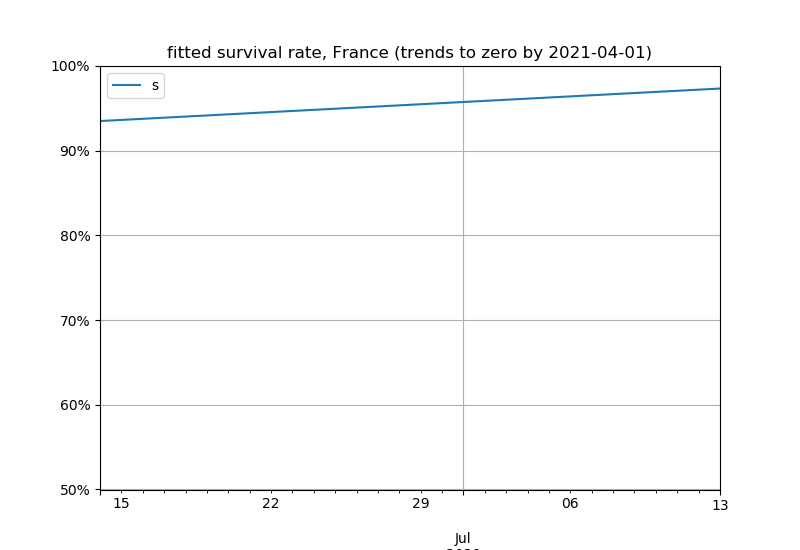 fitted survival rate, France (trends to zero by 2021-04-01)
100%
s
90%
80%
70%
60%
50%
15 22 29 06 13
Jul